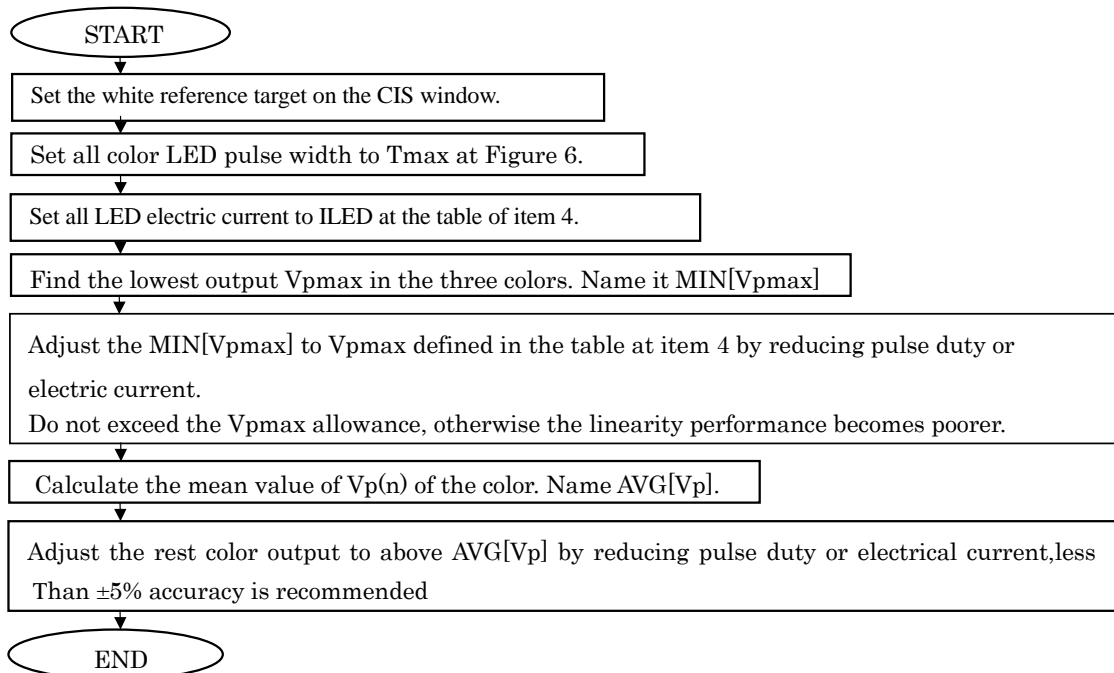 START
Set the white reference target on the CIS window.
Set all color LED pulse width to Tmax at Figure 6.
Set all LED electric current to ILED at the table of item 4.
Find the lowest output Vpmax in the three colors. Name it MIN[Vpmax]
Adjust the MIN[Vpmax] to Vpmax defined in the table at item 4 by reducing pulse duty or
electric current.
Do not exceed the Vpmax allowance, otherwise the linearity performance becomes poorer.
Calculate the mean value of Vp(n) of the color. Name AVG[Vp].
Adjust the rest color output to above AVG[Vp] by reducing pulse duty or electrical current,less
Than ±5% accuracy is recommended
END